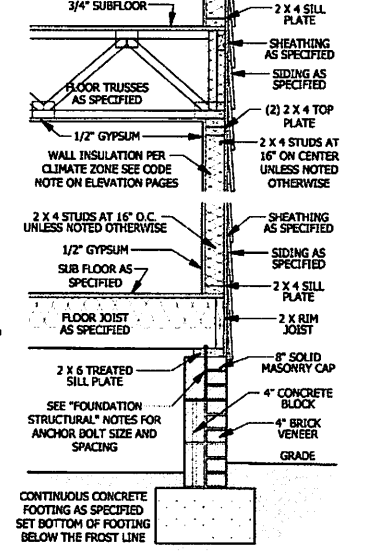 3/4" SUBFLOOR
2 X 4 SILL
PLATE
SHEATHING
AS SPECIFIED
SIDING AS
SPECIFIED
FLOOR TRUSSES
AS SPECIFIED
(2) 2 X 4 TOP
PLATE
1/2" GYPSUM
2 X 4 STUDS AT
16" ON CENTER
UNLESS NOTED
OTHERWISE
WALL INSULATION PER
CLIMATE ZONE SEE CODE
NOTE ON ELEVATION PAGES
2 X 4 STUDS AT 16" O.C.
UNLESS NOTED OTHERWISE
SHEATHING
AS SPECIFIED
1/2" GYPSUM
SIDING AS
SPECIFIED
SUB FLOOR AS
SPECIFIED
2 X 4 SILL
PLATE
FLOOR JOIST
AS SPECIFIED
2 X RIM
JOIST
2 X 6 TREATED
SILL PLATE
8" SOLID
MASONRY CAP
SEE "FOUNDATION
STRUCTURAL" NOTES FOR
ANCHOR BOLT SIZE AND
SPACING
4" CONCRETE
BLOCK
4" BRICK
VENEER
GRADE
CONTINUOUS CONCRETE
FOOTING AS SPECIFIED
SET BOTTOM OF FOOTING
BELOW THE FROST LINE